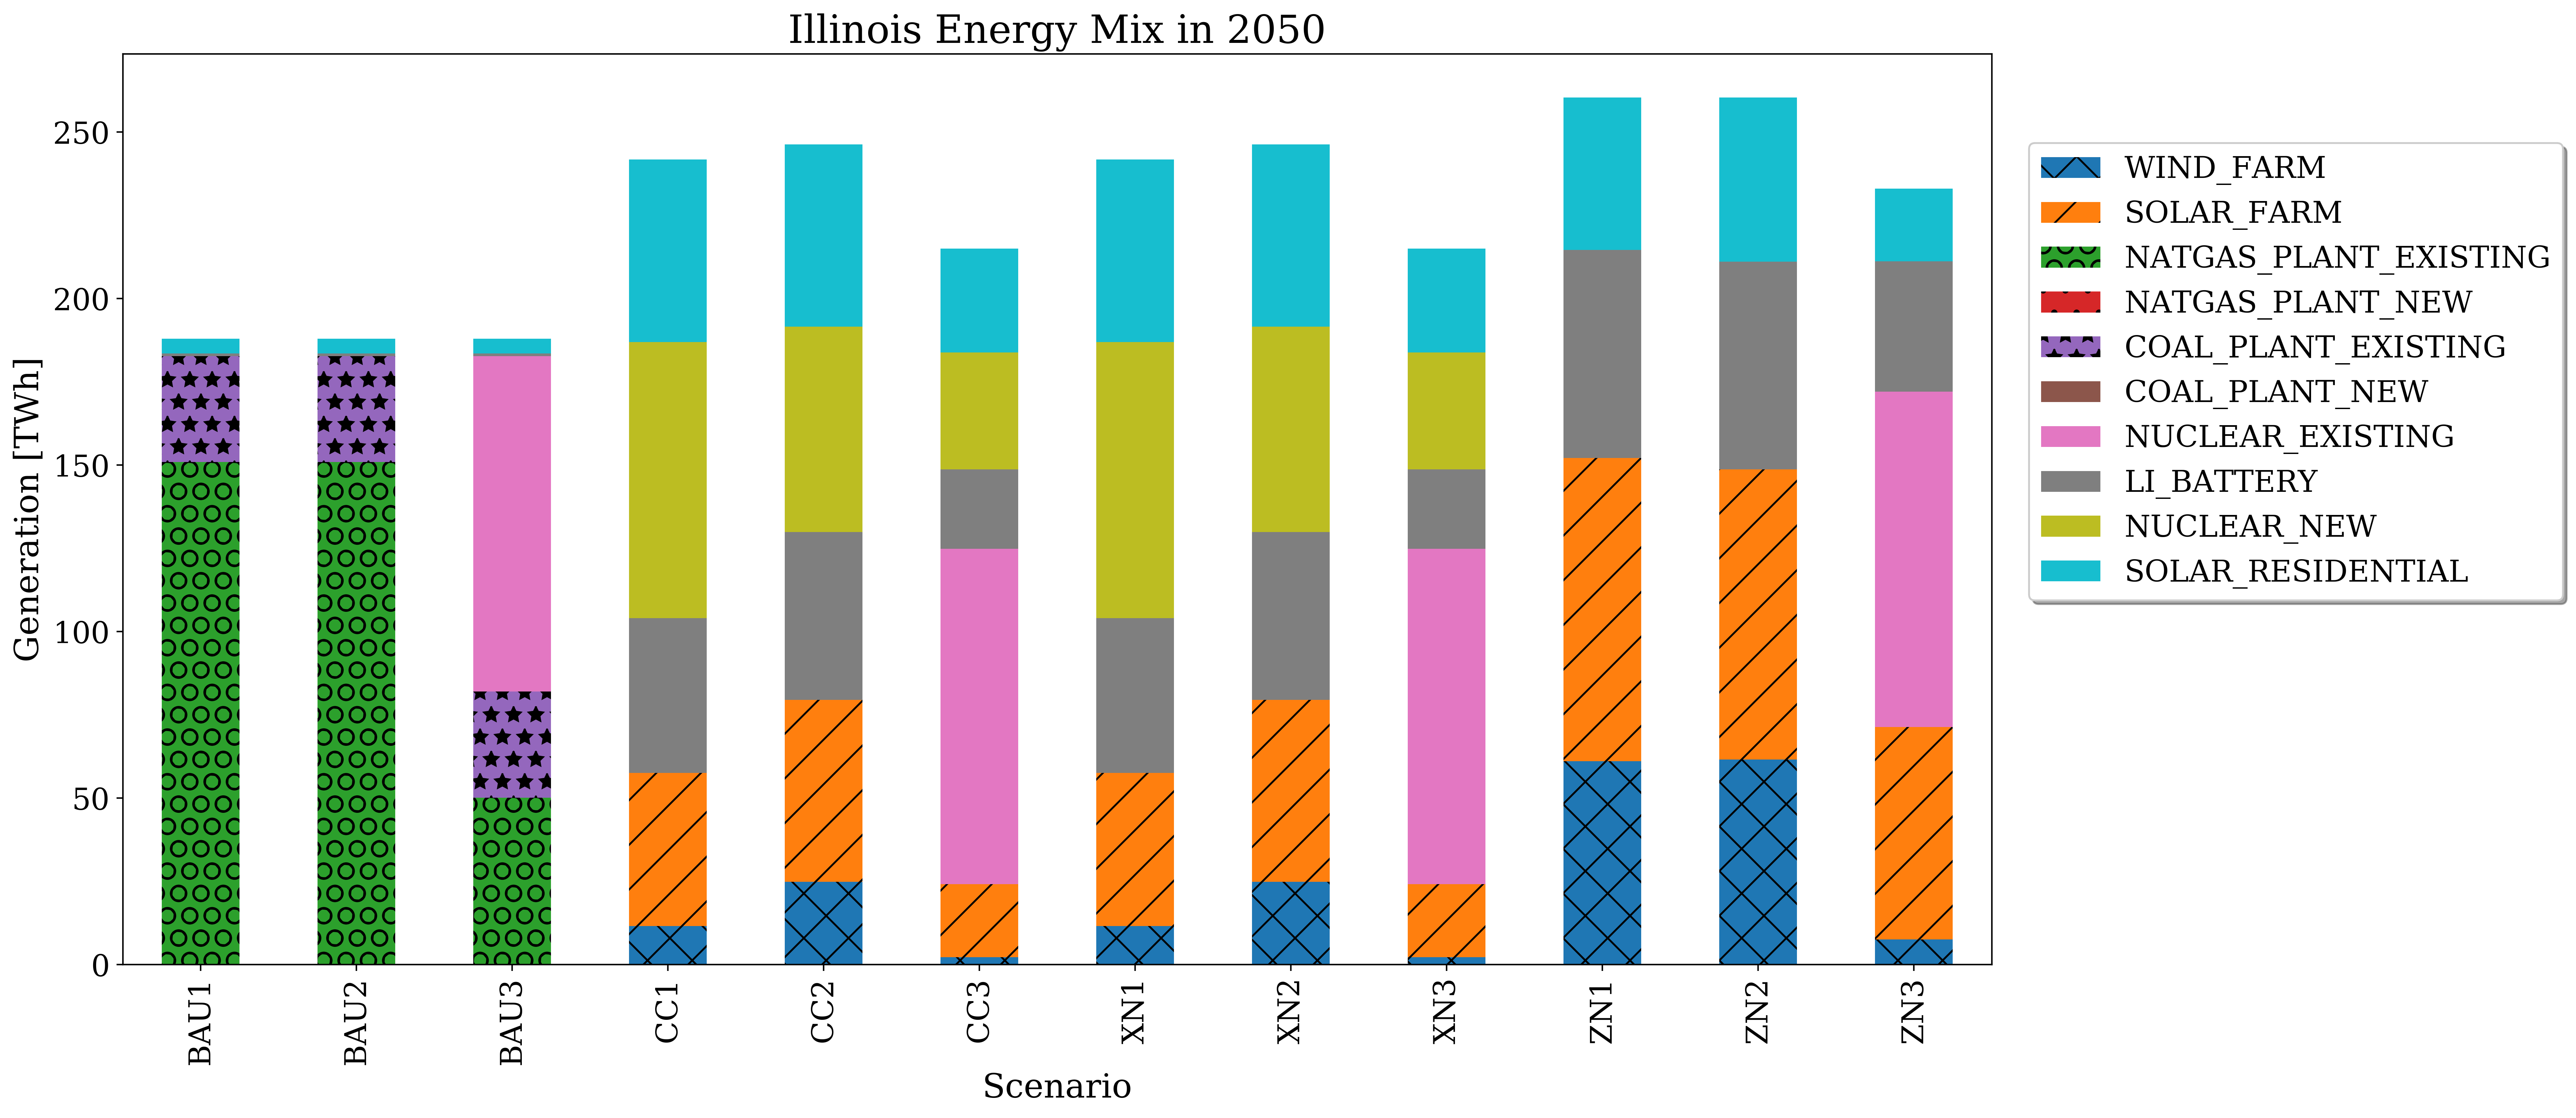 Illinois Energy Mix in 2050
Generation [TWh]
250
200
150
100
50
0
BAU1
BAU2
BAU3
CC1
CC2
CC3
XN1
XN2
XN3
ZN1
ZN2
ZN3
Scenario
WIND_FARM
SOLAR_FARM
NATGAS_PLANT_EXISTING
NATGAS_PLANT_NEW
COAL_PLANT_EXISTING
COAL_PLANT_NEW
NUCLEAR_EXISTING
LI_BATTERY
NUCLEAR_NEW
SOLAR_RESIDENTIAL